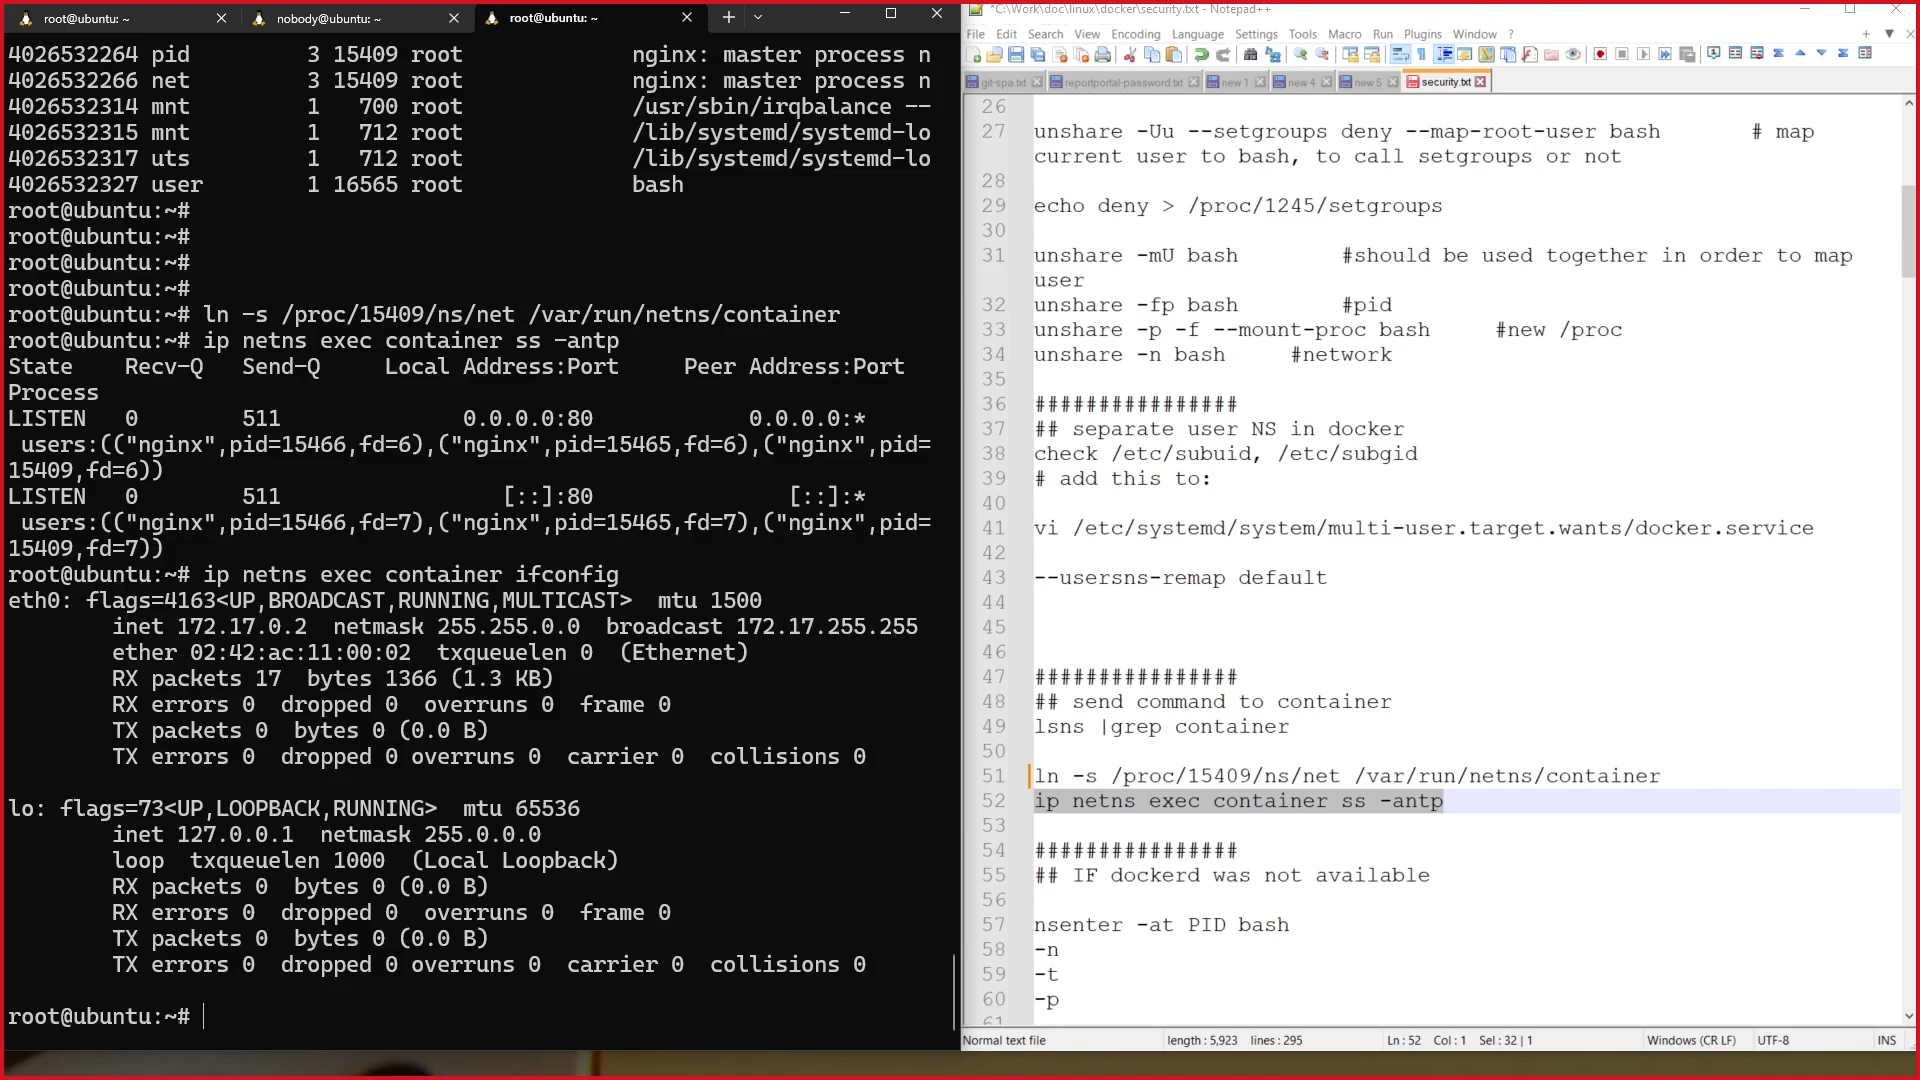 root@ubuntu: ~
nobody@ubuntu: ~
root@ubuntu: ~
4026532264 pid 3 15409 root nginx: master process n
4026532266 net 3 15409 root nginx: master process n
4026532314 mnt 1 700 root /usr/sbin/irqbalance --
4026532315 mnt 1 712 root /lib/systemd/systemd-lo
4026532317 uts 1 712 root /lib/systemd/systemd-lo
4026532327 user 1 16565 root bash
root@ubuntu:~#
root@ubuntu:~#
root@ubuntu:~#
root@ubuntu:~#
root@ubuntu:~# ln -s /proc/15409/ns/net /var/run/netns/container
root@ubuntu:~# ip netns exec container ss -antp
State Recv-Q Send-Q Local Address:Port Peer Address:Port
Process
LISTEN 0 511 0.0.0.0:80 0.0.0.0:*
users:(("nginx",pid=15466,fd=6),("nginx",pid=15465,fd=6),("nginx",pid=
15409,fd=6))
LISTEN 0 511 [::]:80 [::]:*
users:(("nginx",pid=15466,fd=7),("nginx",pid=15465,fd=7),("nginx",pid=
15409,fd=7))
root@ubuntu:~# ip netns exec container ifconfig
eth0: flags=4163<UP,BROADCAST,RUNNING,MULTICAST> mtu 1500
inet 172.17.0.2 netmask 255.255.0.0 broadcast 172.17.255.255
ether 02:42:ac:11:00:02 txqueuelen 0 (Ethernet)
RX packets 17 bytes 1366 (1.3 KB)
RX errors 0 dropped 0 overruns 0 frame 0
TX packets 0 bytes 0 (0.0 B)
TX errors 0 dropped 0 overruns 0 carrier 0 collisions 0
lo: flags=73<UP,LOOPBACK,RUNNING> mtu 65536
inet 127.0.0.1 netmask 255.0.0.0
loop txqueuelen 1000 (Local Loopback)
RX packets 0 bytes 0 (0.0 B)
RX errors 0 dropped 0 overruns 0 frame 0
TX packets 0 bytes 0 (0.0 B)
TX errors 0 dropped 0 overruns 0 carrier 0 collisions 0
root@ubuntu:~#
*C:\Work\doc\linux\docker\security.txt - Notepad++
File Edit Search View Encoding Language Settings Tools Macro Run Plugins Window ?
git-spa.txt reportportal-password.txt new 1 new 4 new 5 security.txt
26
27 unshare -Uu --setgroups deny --map-root-user bash # map
current user to bash, to call setgroups or not
28
29 echo deny > /proc/1245/setgroups
30
31 unshare -mU bash #should be used together in order to map
user
32 unshare -fp bash #pid
33 unshare -p -f --mount-proc bash #new /proc
34 unshare -n bash #network
35
36 ################
37 ## separate user NS in docker
38 check /etc/subuid, /etc/subgid
39 # add this to:
40
41 vi /etc/systemd/system/multi-user.target.wants/docker.service
42
43 --usersns-remap default
44
45
46
47 ################
48 ## send command to container
49 lsns |grep container
50
51 ln -s /proc/15409/ns/net /var/run/netns/container
52 ip netns exec container ss -antp
53
54 ################
55 ## IF dockerd was not available
56
57 nsenter -at PID bash
58 -n
59 -t
60 -p
61
Normal text file length : 5,923 lines : 295 Ln : 52 Col : 1 Sel : 32 | 1 Windows (CR LF) UTF-8 INS